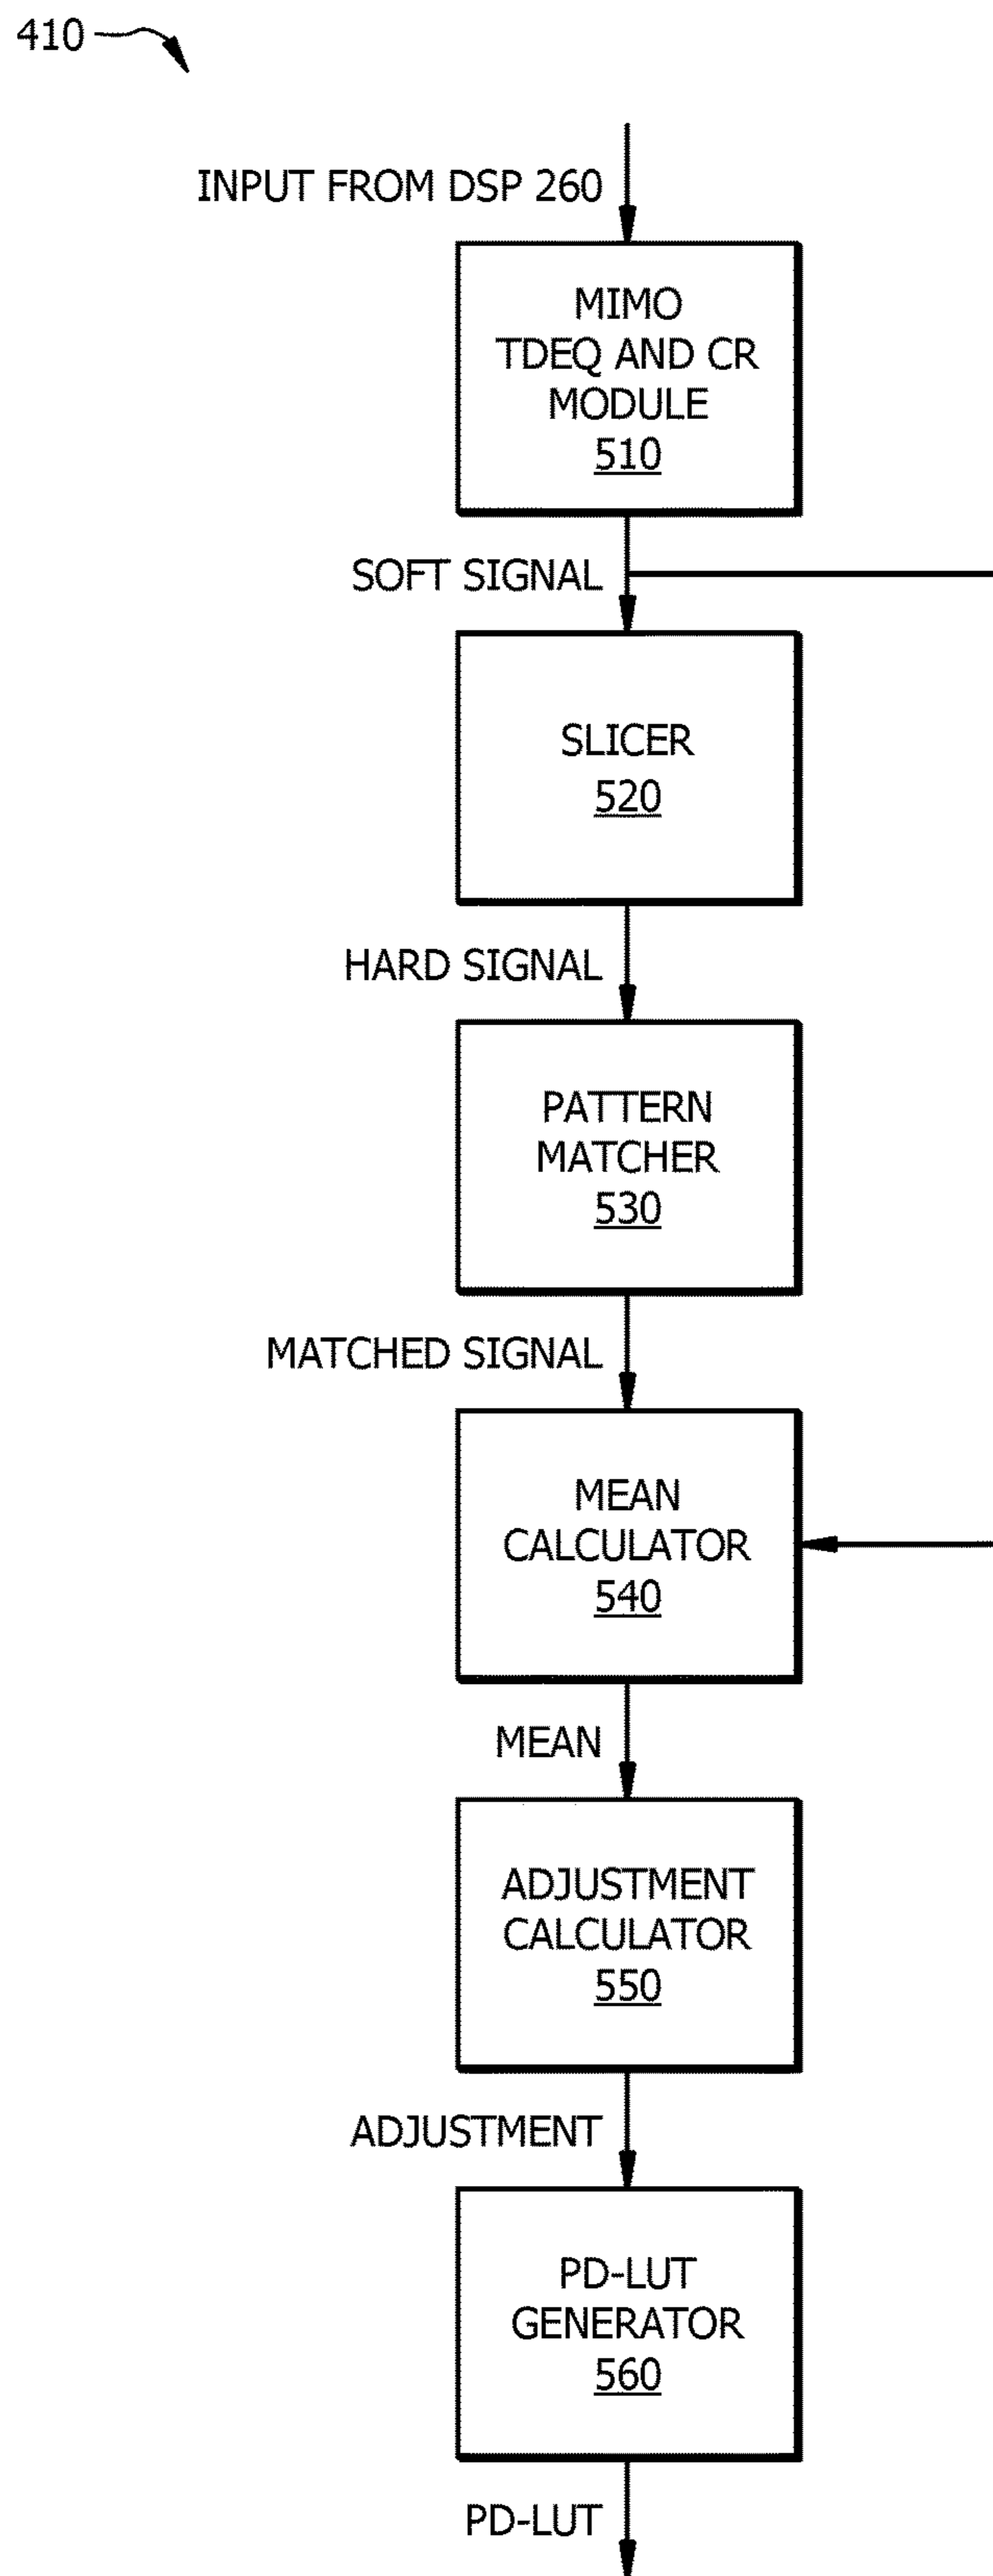 410
INPUT FROM DSP 260
MIMO
TDEQ AND CR
MODULE
510
SOFT SIGNAL
SLICER
520
HARD SIGNAL
PATTERN
MATCHER
530
MATCHED SIGNAL
MEAN
CALCULATOR
540
MEAN
ADJUSTMENT
CALCULATOR
550
ADJUSTMENT
PD-LUT
GENERATOR
560
PD-LUT